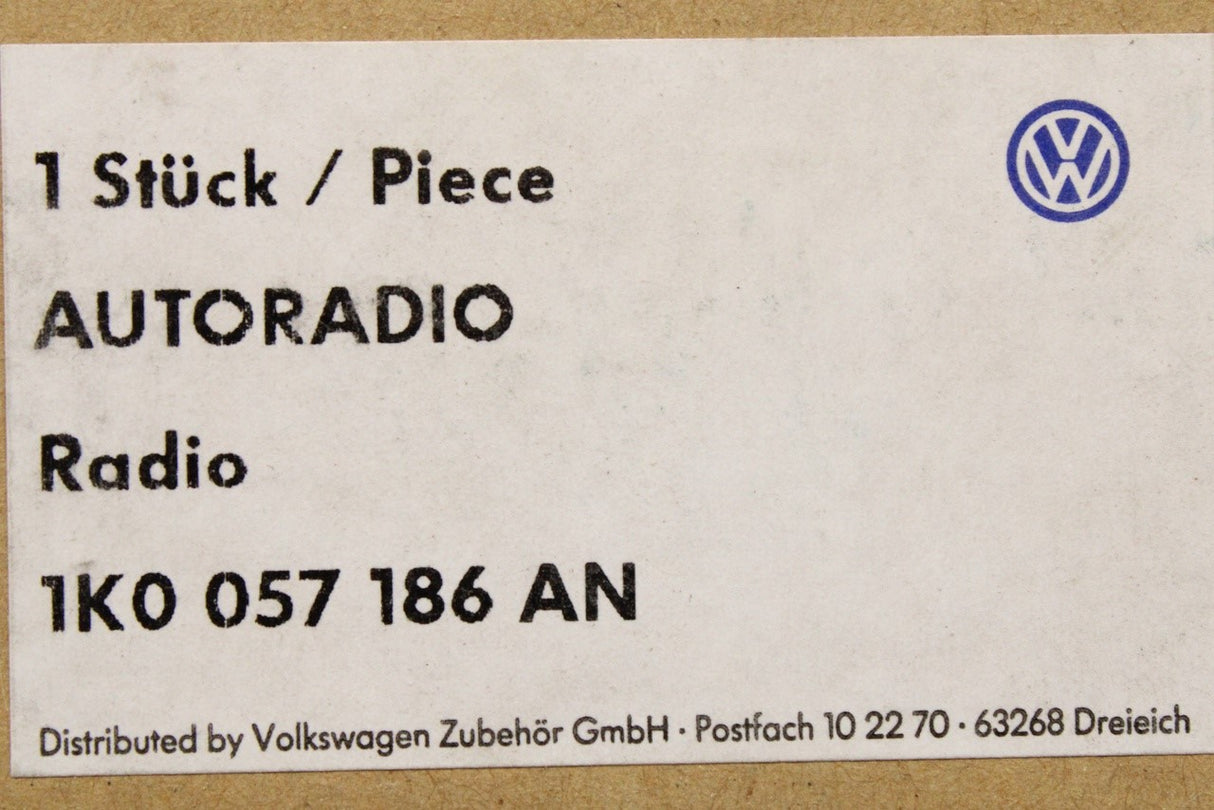 1 Stück / Piece
AUTORADIO
Radio
1K0 057 186 AN
Distributed by Volkswagen Zubehör GmbH · Postfach 10 22 70 · 63268 Dreieich